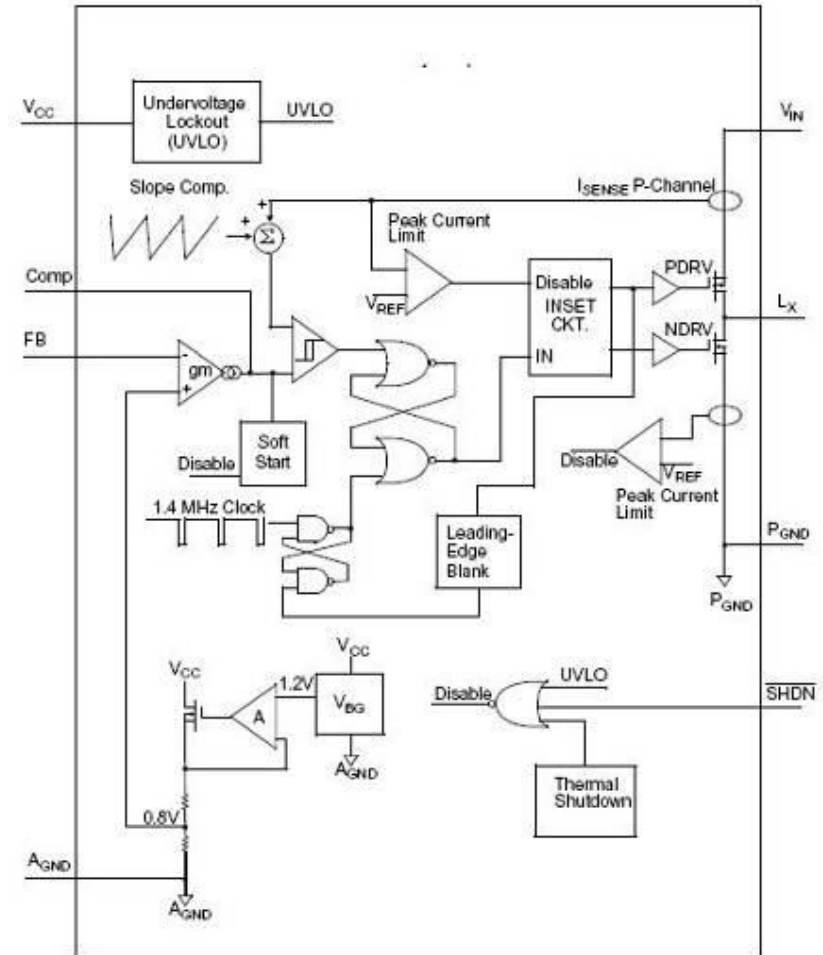 VCC
Undervoltage
Lockout
(UVLO)
UVLO
VIN
Slope Comp.
ISENSE P-Channel
+
+
Σ
Peak Current
Limit
Comp
VREF
Disable
INSET
CKT.
IN
PDRV
LX
NDRV
FB
-
gm
+
Soft
Start
Disable
Disable
VREF
Peak Current
Limit
1.4 MHz Clock
Leading-
Edge
Blank
PGND
PGND
VCC
1.2V
A
VCC
VBG
AGND
Disable
UVLO
SHDN
Thermal
Shutdown
0.8V
AGND
AGND